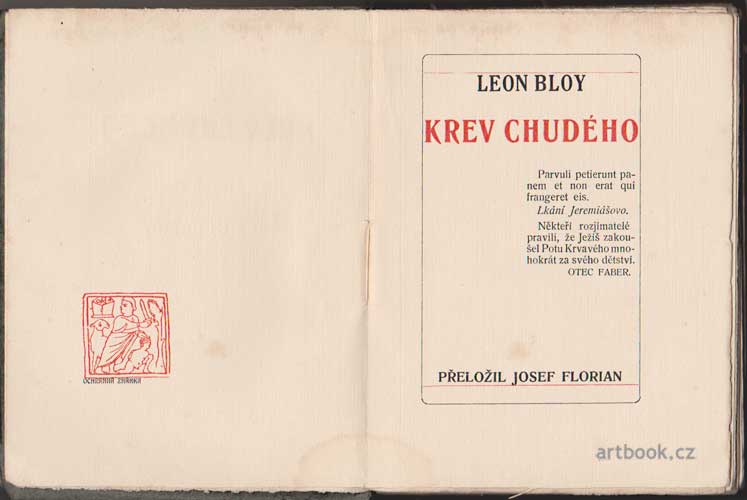 OCHRANNÁ ZNÁMKA
LEON BLOY
KREV CHUDÉHO
Parvuli petierunt pa-
nem et non erat qui
frangeret eis.
Lkání Jeremiášovo.
Někteří rozjímatelé
pravili, že Ježíš zakou-
šel Potu Krvavého mno-
hokrát za svého dětství.
OTEC FABER.
PŘELOŽIL JOSEF FLORIAN
artbook.cz